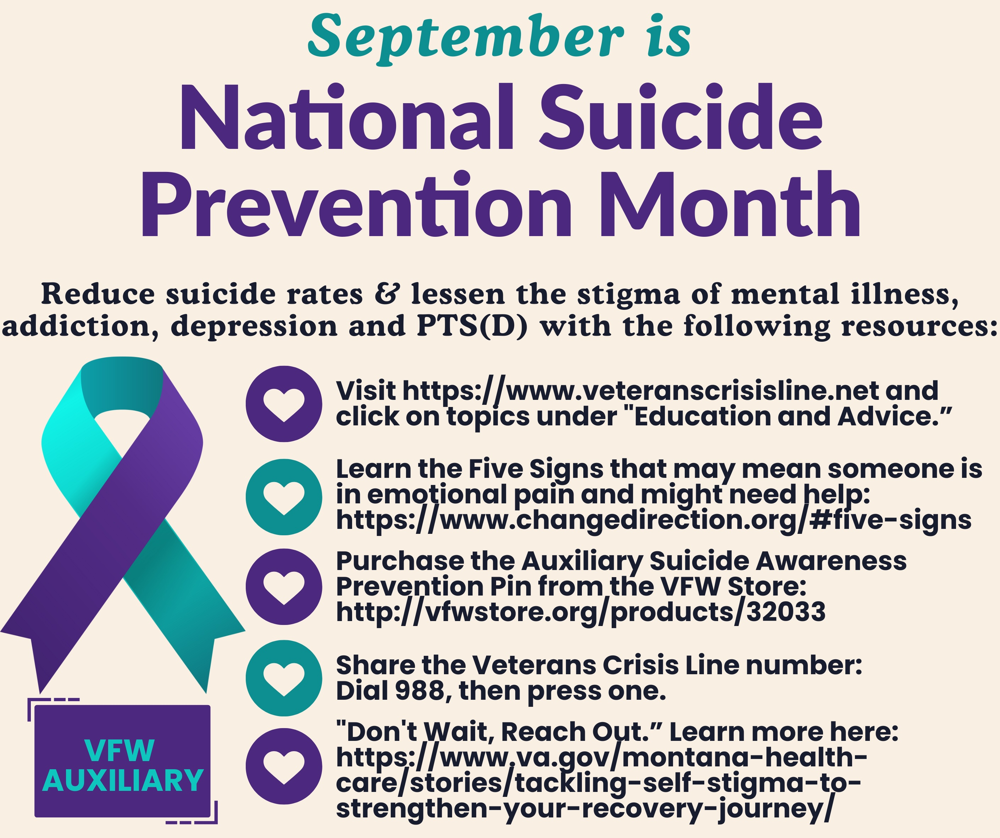 September is
National Suicide
Prevention Month
Reduce suicide rates & lessen the stigma of mental illness,
addiction, depression and PTS(D) with the following resources:
Visit https://www.veteranscrisisline.net and
click on topics under "Education and Advice.”
Learn the Five Signs that may mean someone is
in emotional pain and might need help:
https://www.changedirection.org/#five-signs
Purchase the Auxiliary Suicide Awareness
Prevention Pin from the VFW Store:
http://vfwstore.org/products/32033
Share the Veterans Crisis Line number:
Dial 988, then press one.
"Don't Wait, Reach Out.” Learn more here:
https://www.va.gov/montana-health-
care/stories/tackling-self-stigma-to-
strengthen-your-recovery-journey/
VFW
AUXILIARY